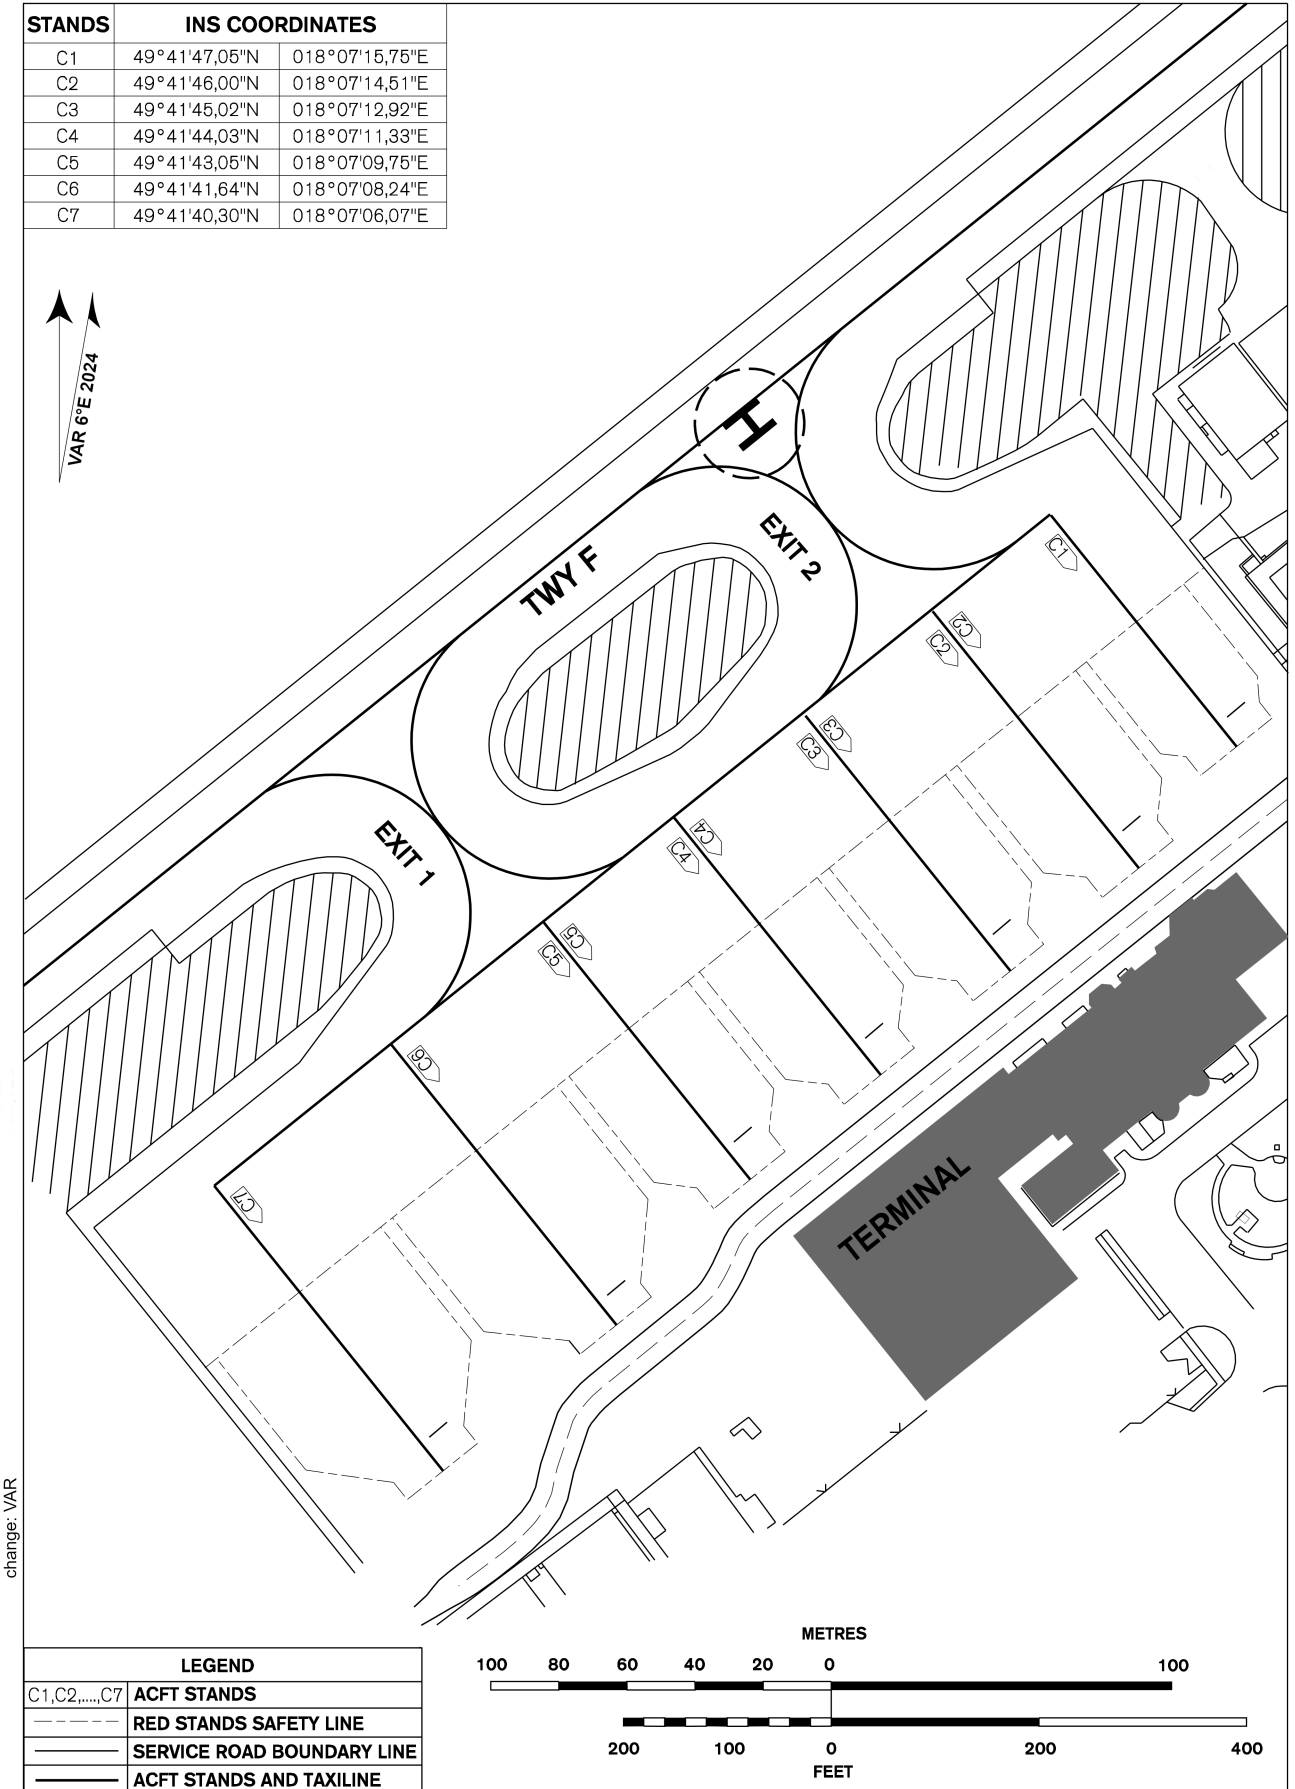 STANDS INS COORDINATES
C1 49°41'47,05"N 018°07'15,75"E
C2 49°41'46,00"N 018°07'14,51"E
C3 49°41'45,02"N 018°07'12,92"E
C4 49°41'44,03"N 018°07'11,33"E
C5 49°41'43,05"N 018°07'09,75"E
C6 49°41'41,64"N 018°07'08,24"E
C7 49°41'40,30"N 018°07'06,07"E
VAR 6°E 2024
H
EXIT 2
TWY F
C1
C2
C2
C3
C3
EXIT 1
C4
C4
C5
C5
C6
C7
TERMINAL
change: VAR
METRES
100 80 60 40 20 0 100
200 100 0 200 400
FEET
LEGEND
C1,C2,....,C7 ACFT STANDS
RED STANDS SAFETY LINE
SERVICE ROAD BOUNDARY LINE
ACFT STANDS AND TAXILINE